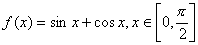 f(x) = sin x + cos x, x ∈ [0, π/2]